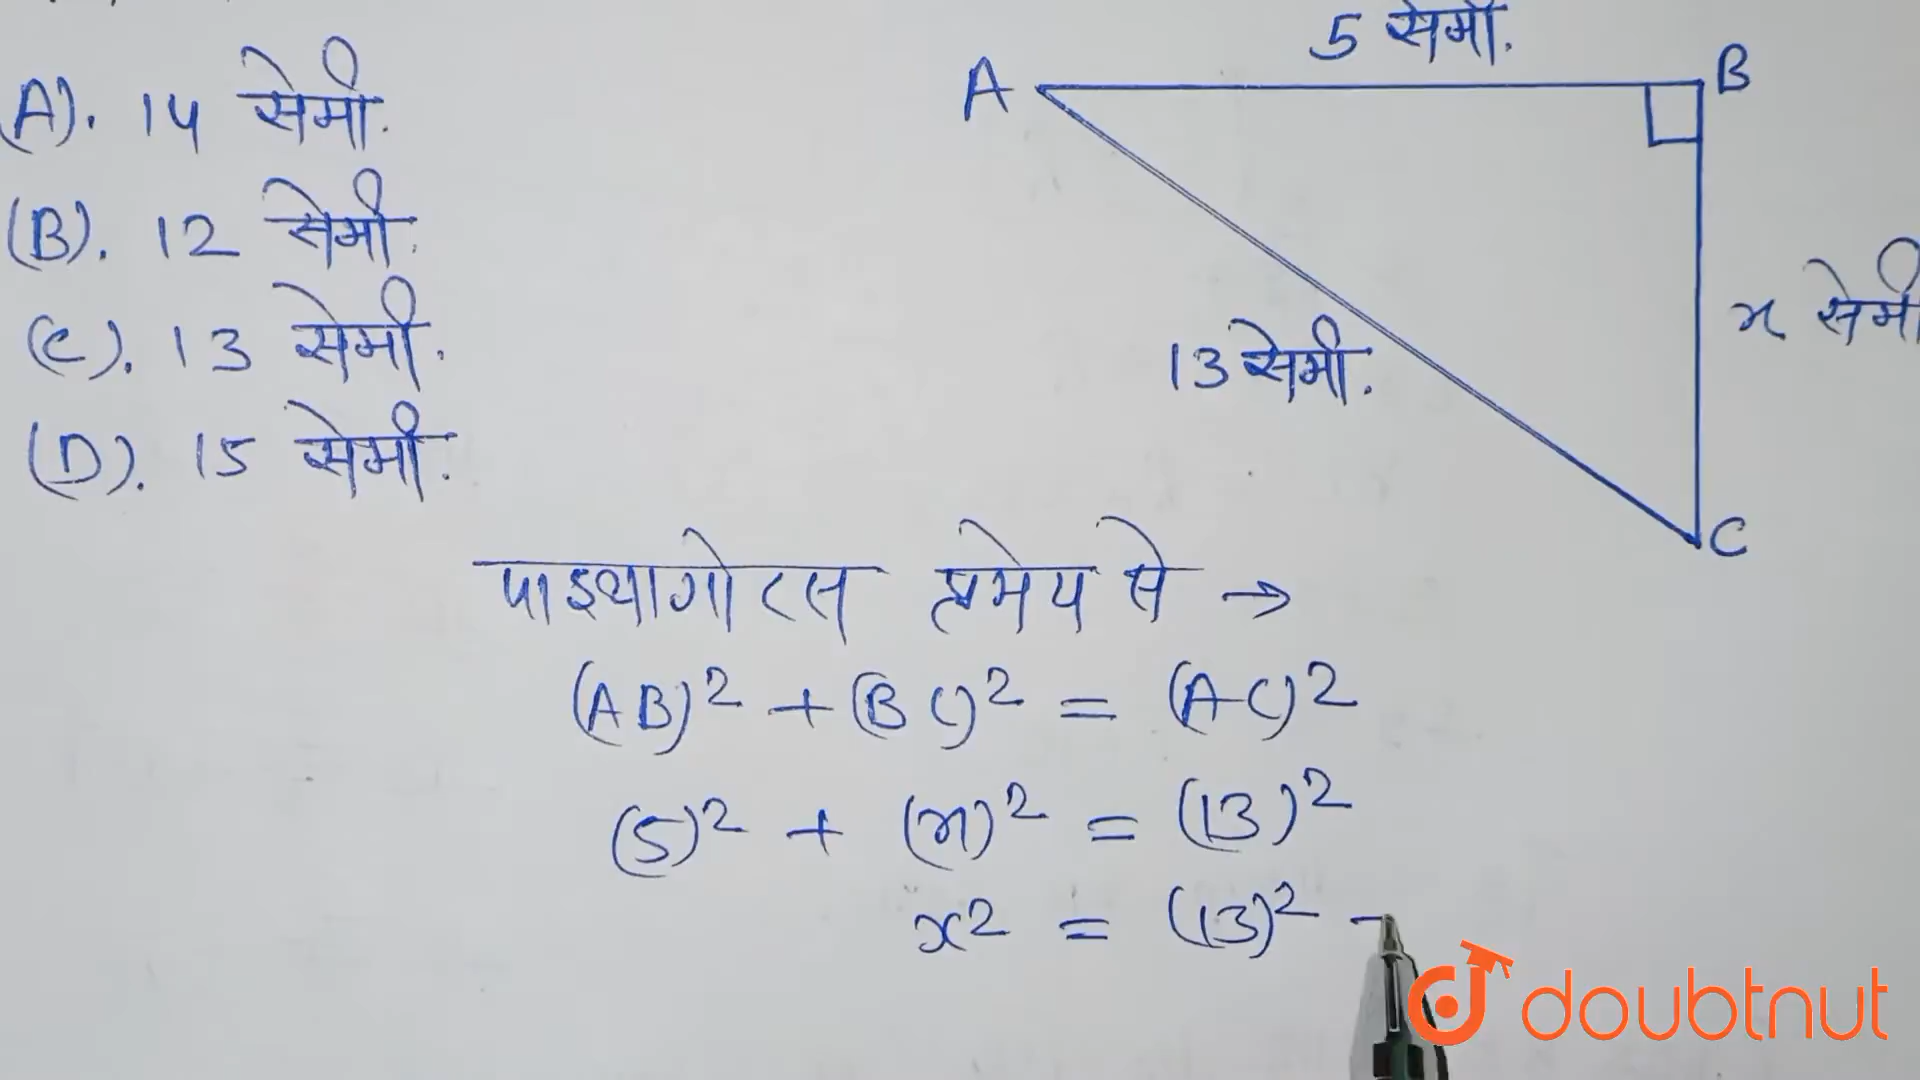 (A). 14 सेमी.
(B). 12 सेमी.
(C). 13 सेमी.
(D). 15 सेमी.
5 सेमी.
A
B
13 सेमी.
x सेमी
C
पाइथागोरस प्रमेय से →
(AB)² + (BC)² = (AC)²
(5)² + (x)² = (13)²
x² = (13)² -
doubtnut